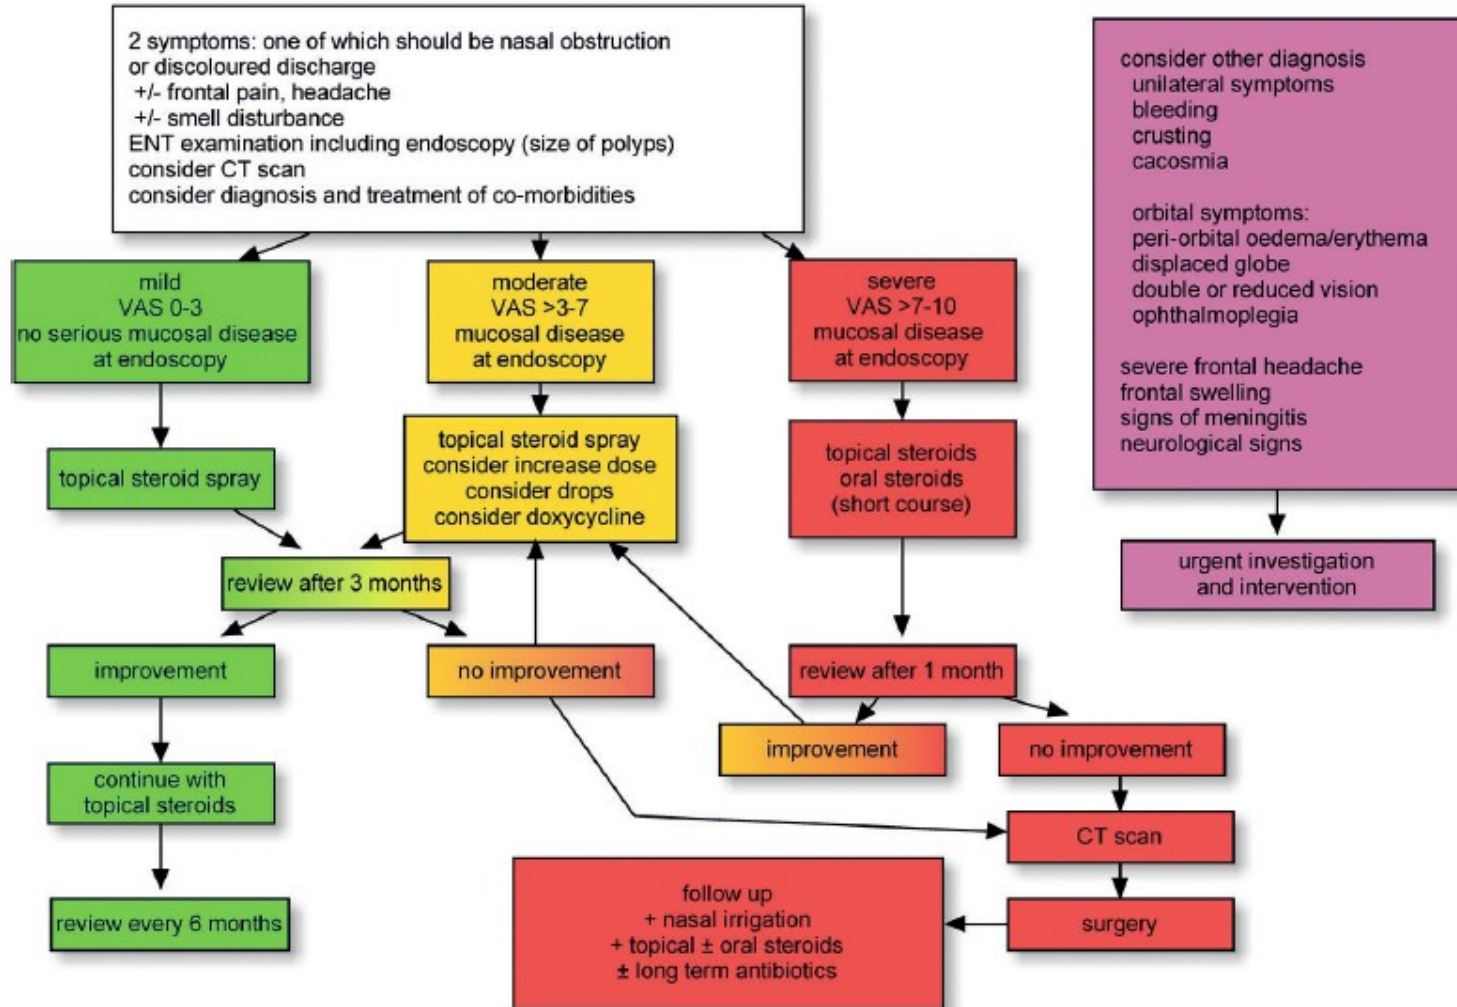 2 symptoms: one of which should be nasal obstruction
or discoloured discharge
+/- frontal pain, headache
+/- smell disturbance
ENT examination including endoscopy (size of polyps)
consider CT scan
consider diagnosis and treatment of co-morbidities
consider other diagnosis
unilateral symptoms
bleeding
crusting
cacosmia
orbital symptoms:
peri-orbital oedema/erythema
displaced globe
double or reduced vision
ophthalmoplegia
severe frontal headache
frontal swelling
signs of meningitis
neurological signs
urgent investigation
and intervention
mild
VAS 0-3
no serious mucosal disease
at endoscopy
moderate
VAS >3-7
mucosal disease
at endoscopy
severe
VAS >7-10
mucosal disease
at endoscopy
topical steroid spray
topical steroid spray
consider increase dose
consider drops
consider doxycycline
topical steroids
oral steroids
(short course)
review after 3 months
improvement
no improvement
review after 1 month
improvement
no improvement
continue with
topical steroids
CT scan
review every 6 months
follow up
+ nasal irrigation
+ topical ± oral steroids
± long term antibiotics
surgery